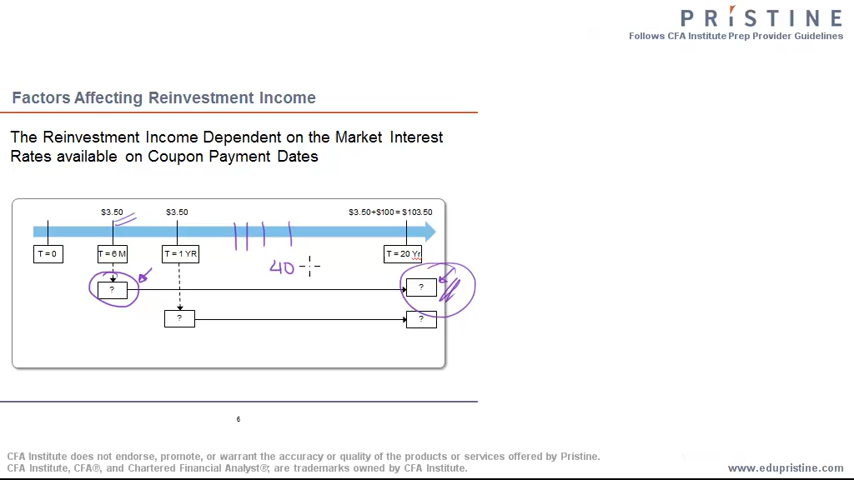 PRiSTINE
Follows CFA Institute Prep Provider Guidelines
Factors Affecting Reinvestment Income
The Reinvestment Income Dependent on the Market Interest
Rates available on Coupon Payment Dates
$3.50 $3.50 $3.50+$100 = $103.50
T = 0 T = 6 M T = 1 YR T = 20 Yr
40
? ?
? ?
6
CFA Institute does not endorse, promote, or warrant the accuracy or quality of the products or services offered by Pristine.
CFA Institute, CFA®, and Chartered Financial Analyst®; are trademarks owned by CFA Institute.
www.edupristine.com